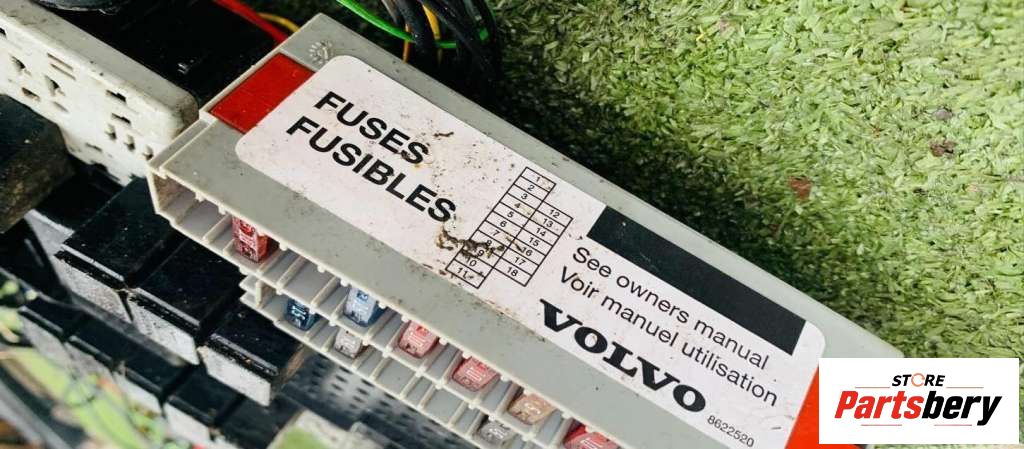 FUSES
FUSIBLES
1
2
3
4 12
5 13
6 14
7 15
8 16
9 17
10 18
11
See owners manual
Voir manuel utilisation
VOLVO
8622520
STORE
Partsbery